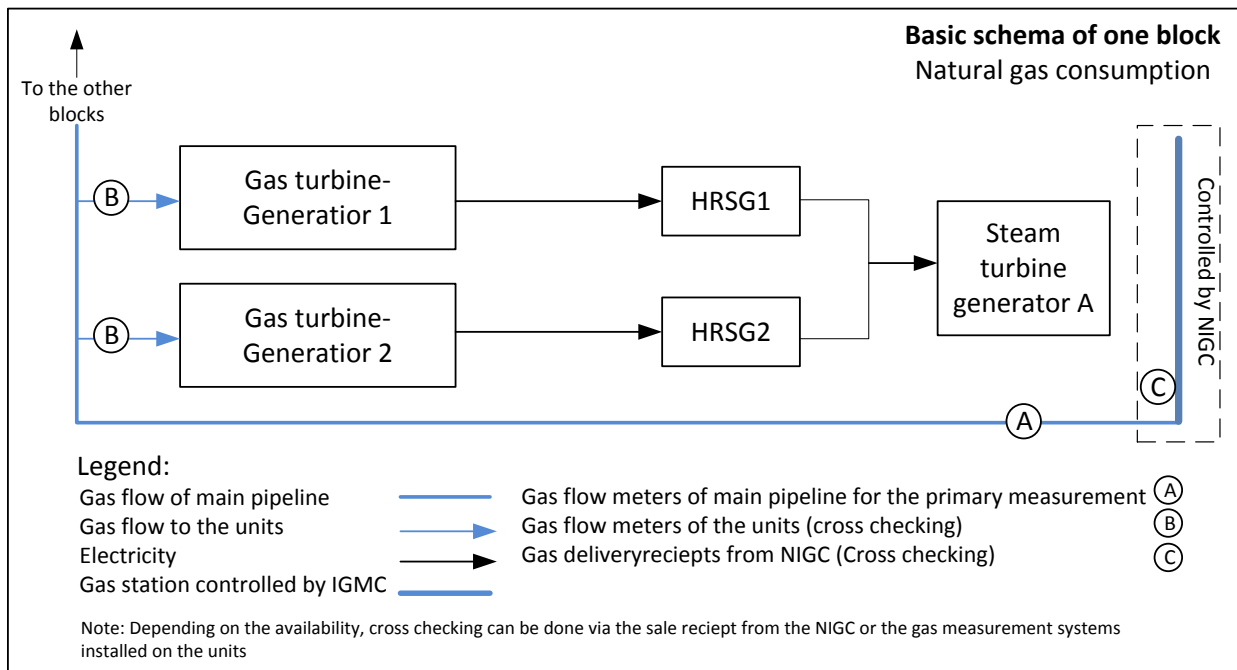 Basic schema of one block
Natural gas consumption
To the other
blocks
B
Gas turbine-
Generatior 1
HRSG1
Steam
turbine
generator A
Controlled by NIGC
B
Gas turbine-
Generatior 2
HRSG2
C
A
Legend:
Gas flow of main pipeline
Gas flow meters of main pipeline for the primary measurement
A
Gas flow to the units
Gas flow meters of the units (cross checking)
B
Electricity
Gas deliveryreciepts from NIGC (Cross checking)
C
Gas station controlled by IGMC
Note: Depending on the availability, cross checking can be done via the sale reciept from the NIGC or the gas measurement systems
installed on the units